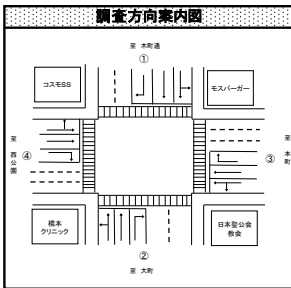 調査方向案内図
至 木町通
①
コスモSS
モスバーガー
至 西公園
④
③
至 木町
橋本
クリニック
日本聖公会
教会
②
至 大町